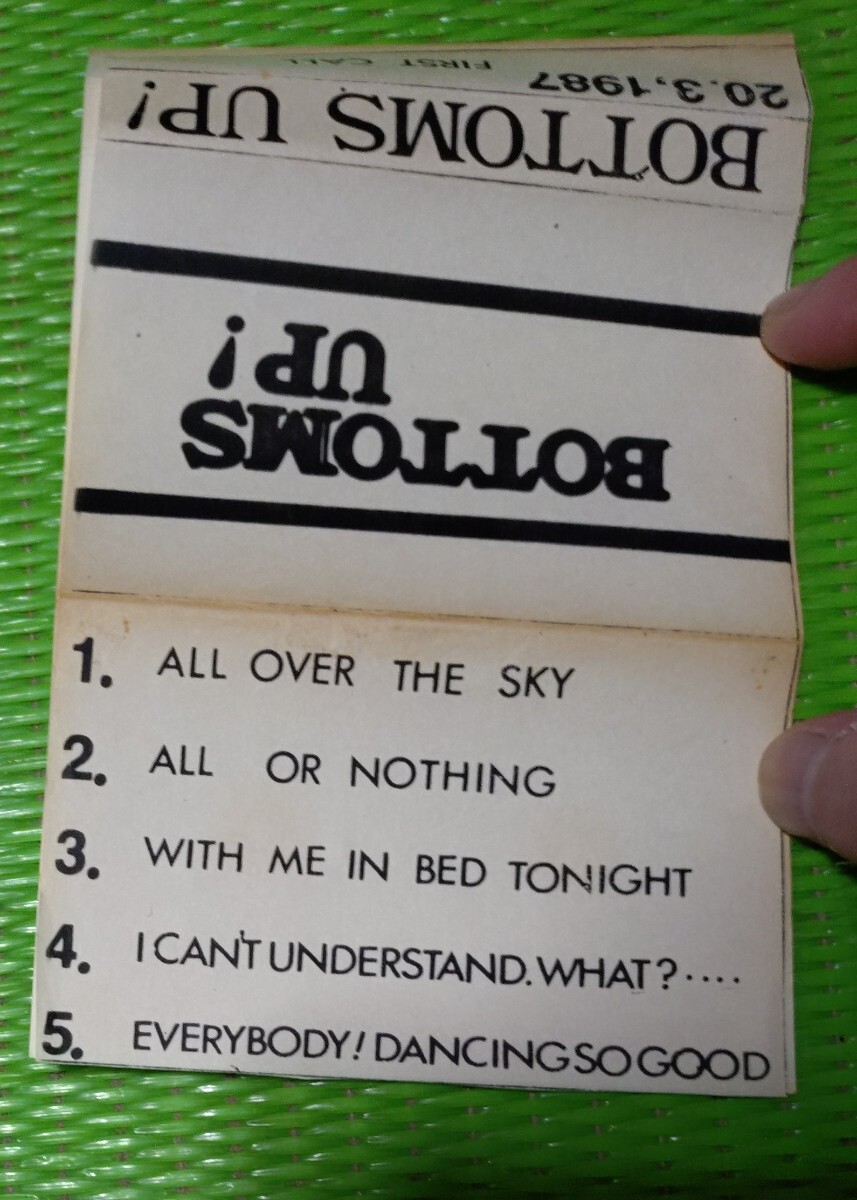 20.3,1987 FIRST CALL
BOTTOMS UP!
BOTTOMS
UP!
1. ALL OVER THE SKY
2. ALL OR NOTHING
3. WITH ME IN BED TONIGHT
4. I CAN'T UNDERSTAND. WHAT?····
5. EVERYBODY! DANCING SO GOOD